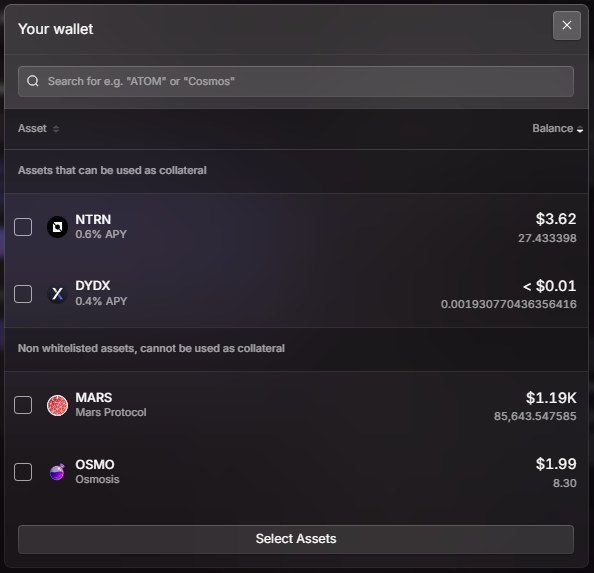 Your wallet
Search for e.g. "ATOM" or "Cosmos"
Asset Balance
Assets that can be used as collateral
NTRN $3.62
0.6% APY 27.433398
DYDX < $0.01
0.4% APY 0.001930770436356416
Non whitelisted assets, cannot be used as collateral
MARS $1.19K
Mars Protocol 85,643.547585
OSMO $1.99
Osmosis 8.30
Select Assets